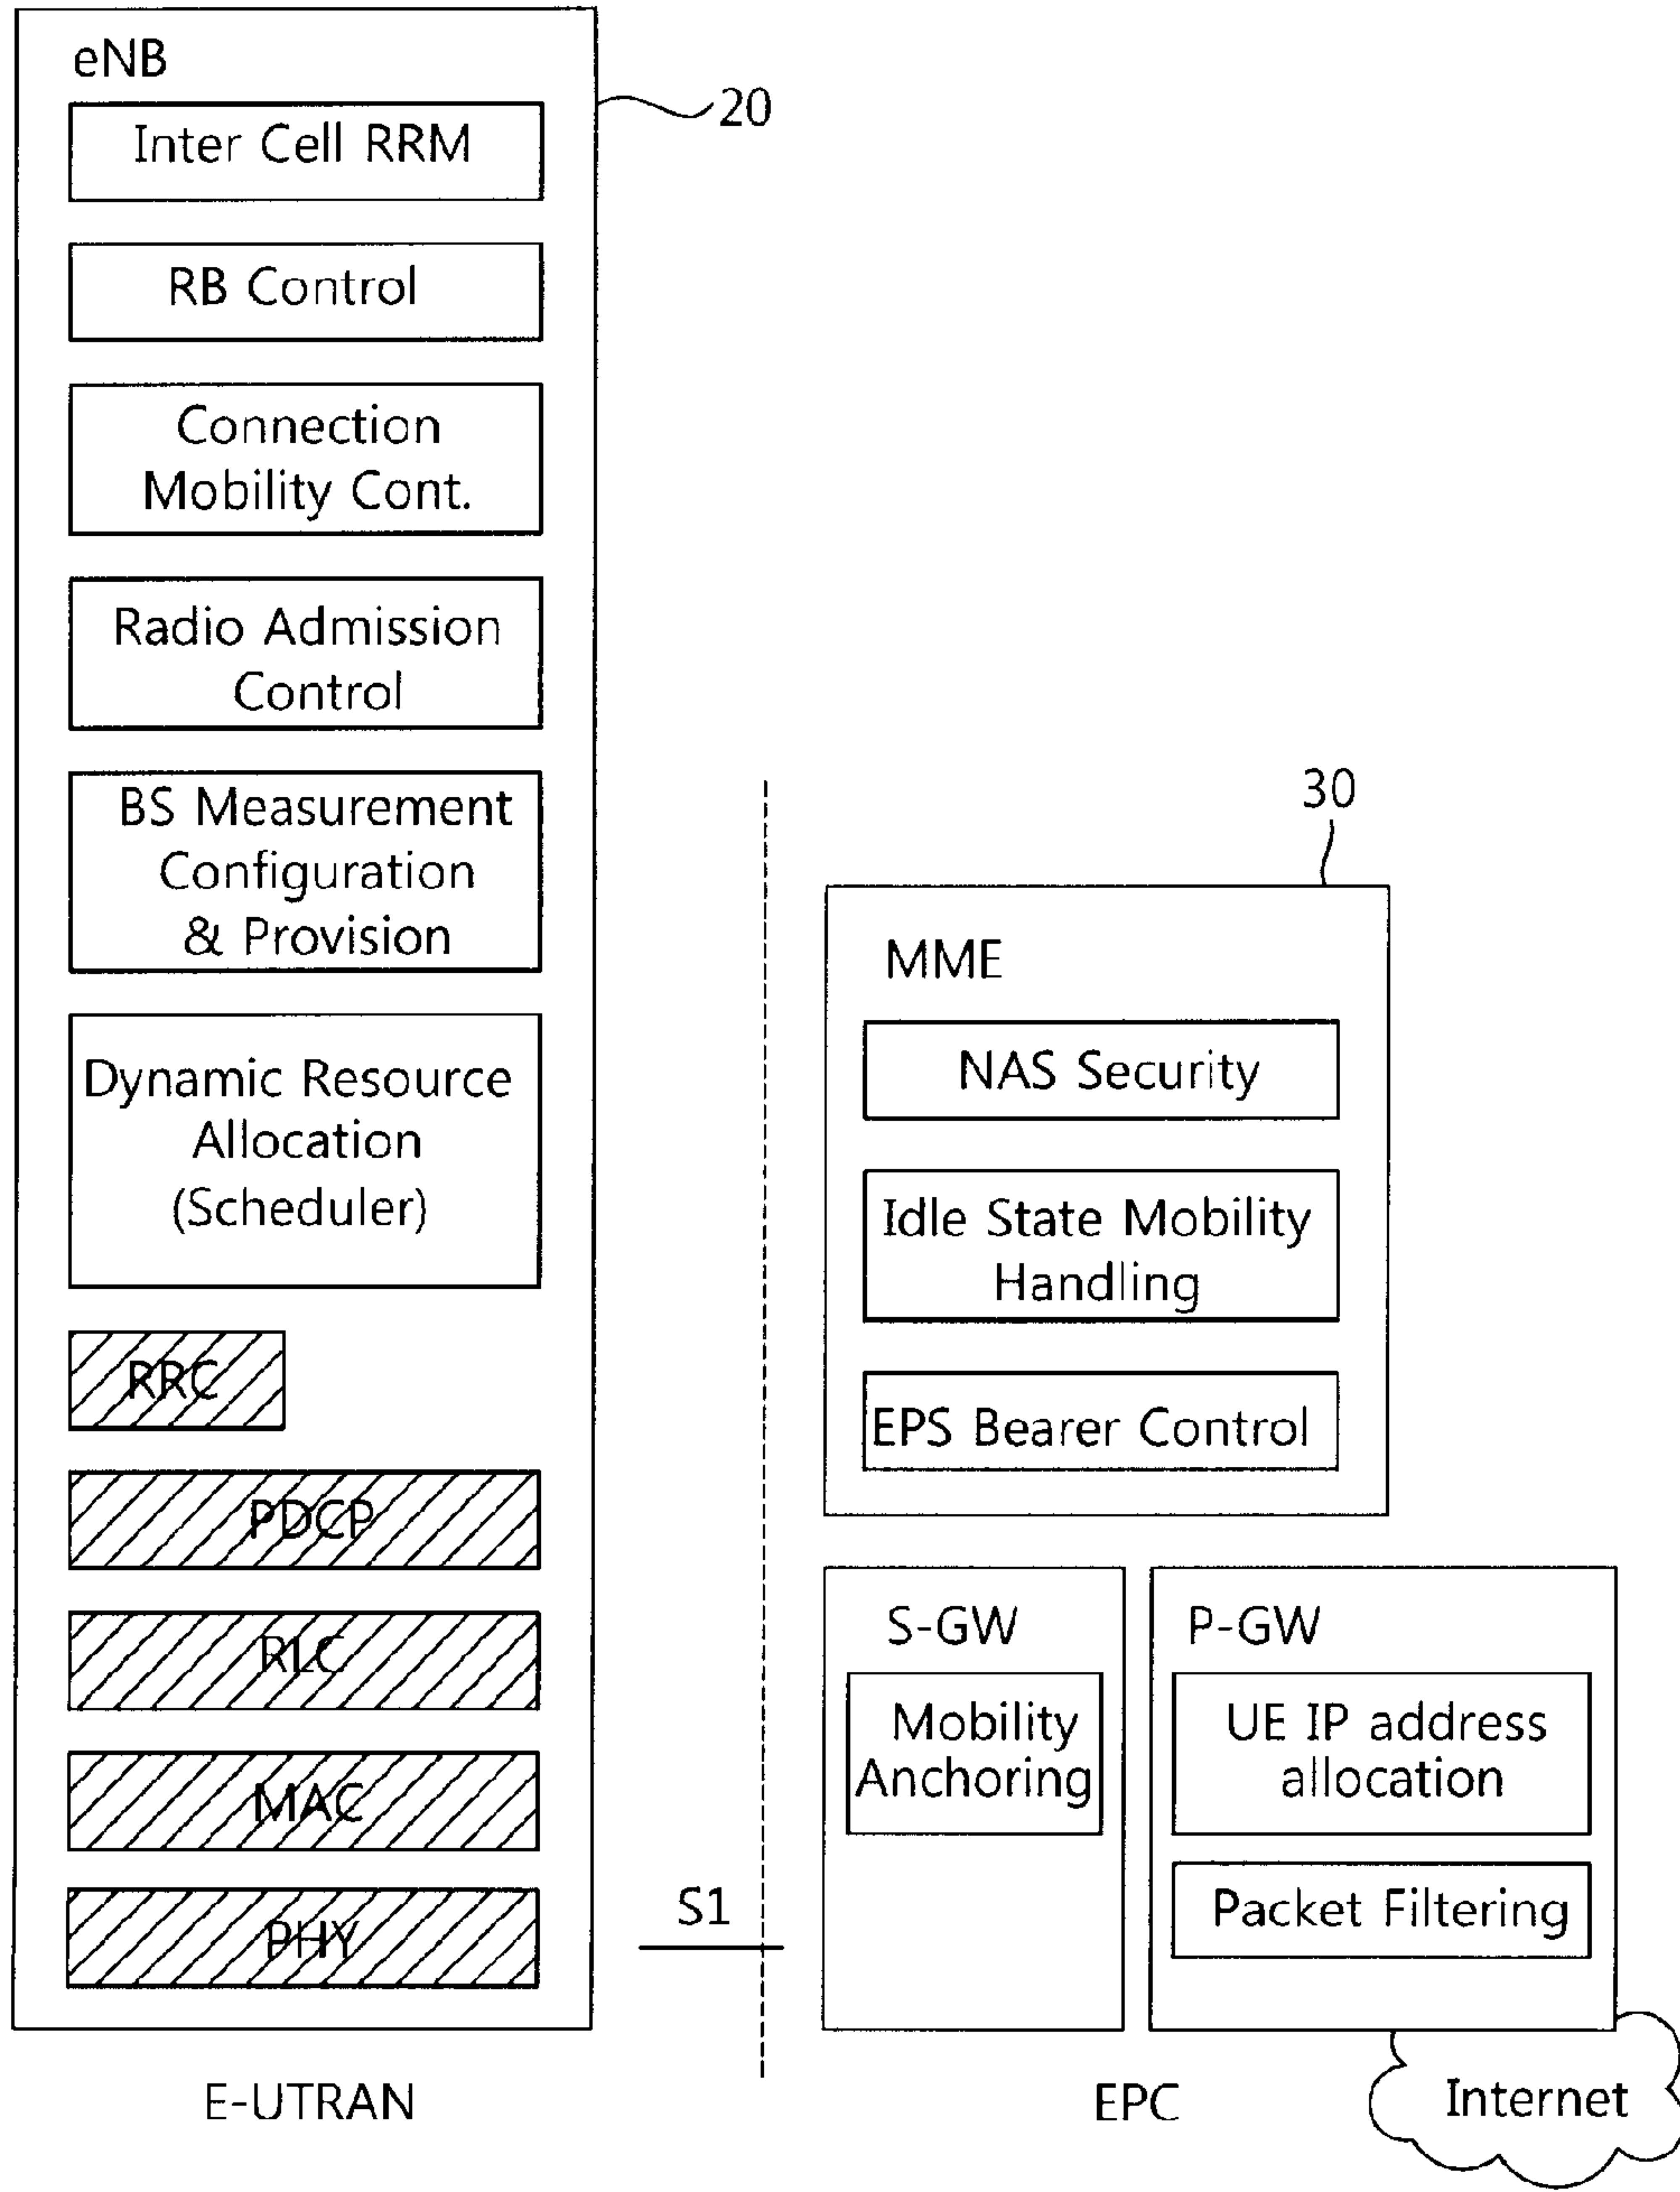 eNB
20
Inter Cell RRM
RB Control
Connection
Mobility Cont.
Radio Admission
Control
BS Measurement
Configuration
& Provision
Dynamic Resource
Allocation
(Scheduler)
RRC
PDCP
RLC
MAC
PHY
S1
E-UTRAN
30
MME
NAS Security
Idle State Mobility
Handling
EPS Bearer Control
S-GW
Mobility
Anchoring
P-GW
UE IP address
allocation
Packet Filtering
EPC
Internet